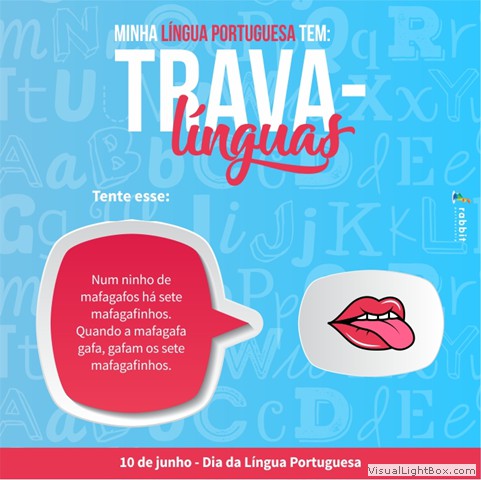 MINHA LÍNGUA PORTUGUESA TEM:
TRAVA-
línguas
Tente esse:
rabbit
Num ninho de
mafagafos há sete
mafagafinhos.
Quando a mafagafa
gafa, gafam os sete
mafagafinhos.
10 de junho - Dia da Língua Portuguesa
VisualLightBox.com